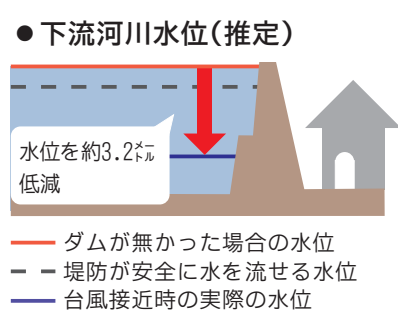 ●下流河川水位(推定)
水位を約3.2㍍
低減
ダムが無かった場合の水位
堤防が安全に水を流せる水位
台風接近時の実際の水位